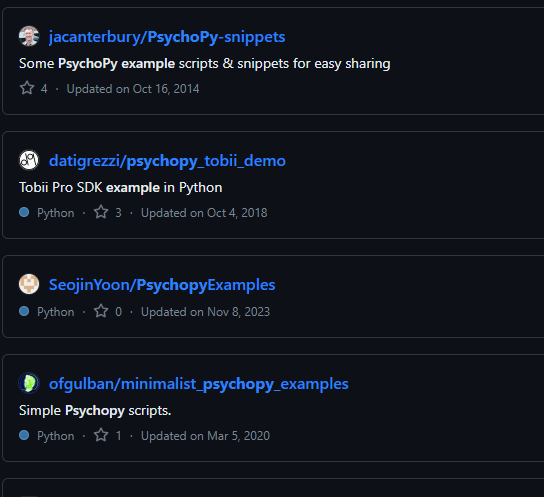 jacanterbury/PsychoPy-snippets
Some PsychoPy example scripts & snippets for easy sharing
4 · Updated on Oct 16, 2014
datigrezzi/psychopy_tobii_demo
Tobii Pro SDK example in Python
Python · 3 · Updated on Oct 4, 2018
SeojinYoon/PsychopyExamples
Python · 0 · Updated on Nov 8, 2023
ofgulban/minimalist_psychopy_examples
Simple Psychopy scripts.
Python · 1 · Updated on Mar 5, 2020